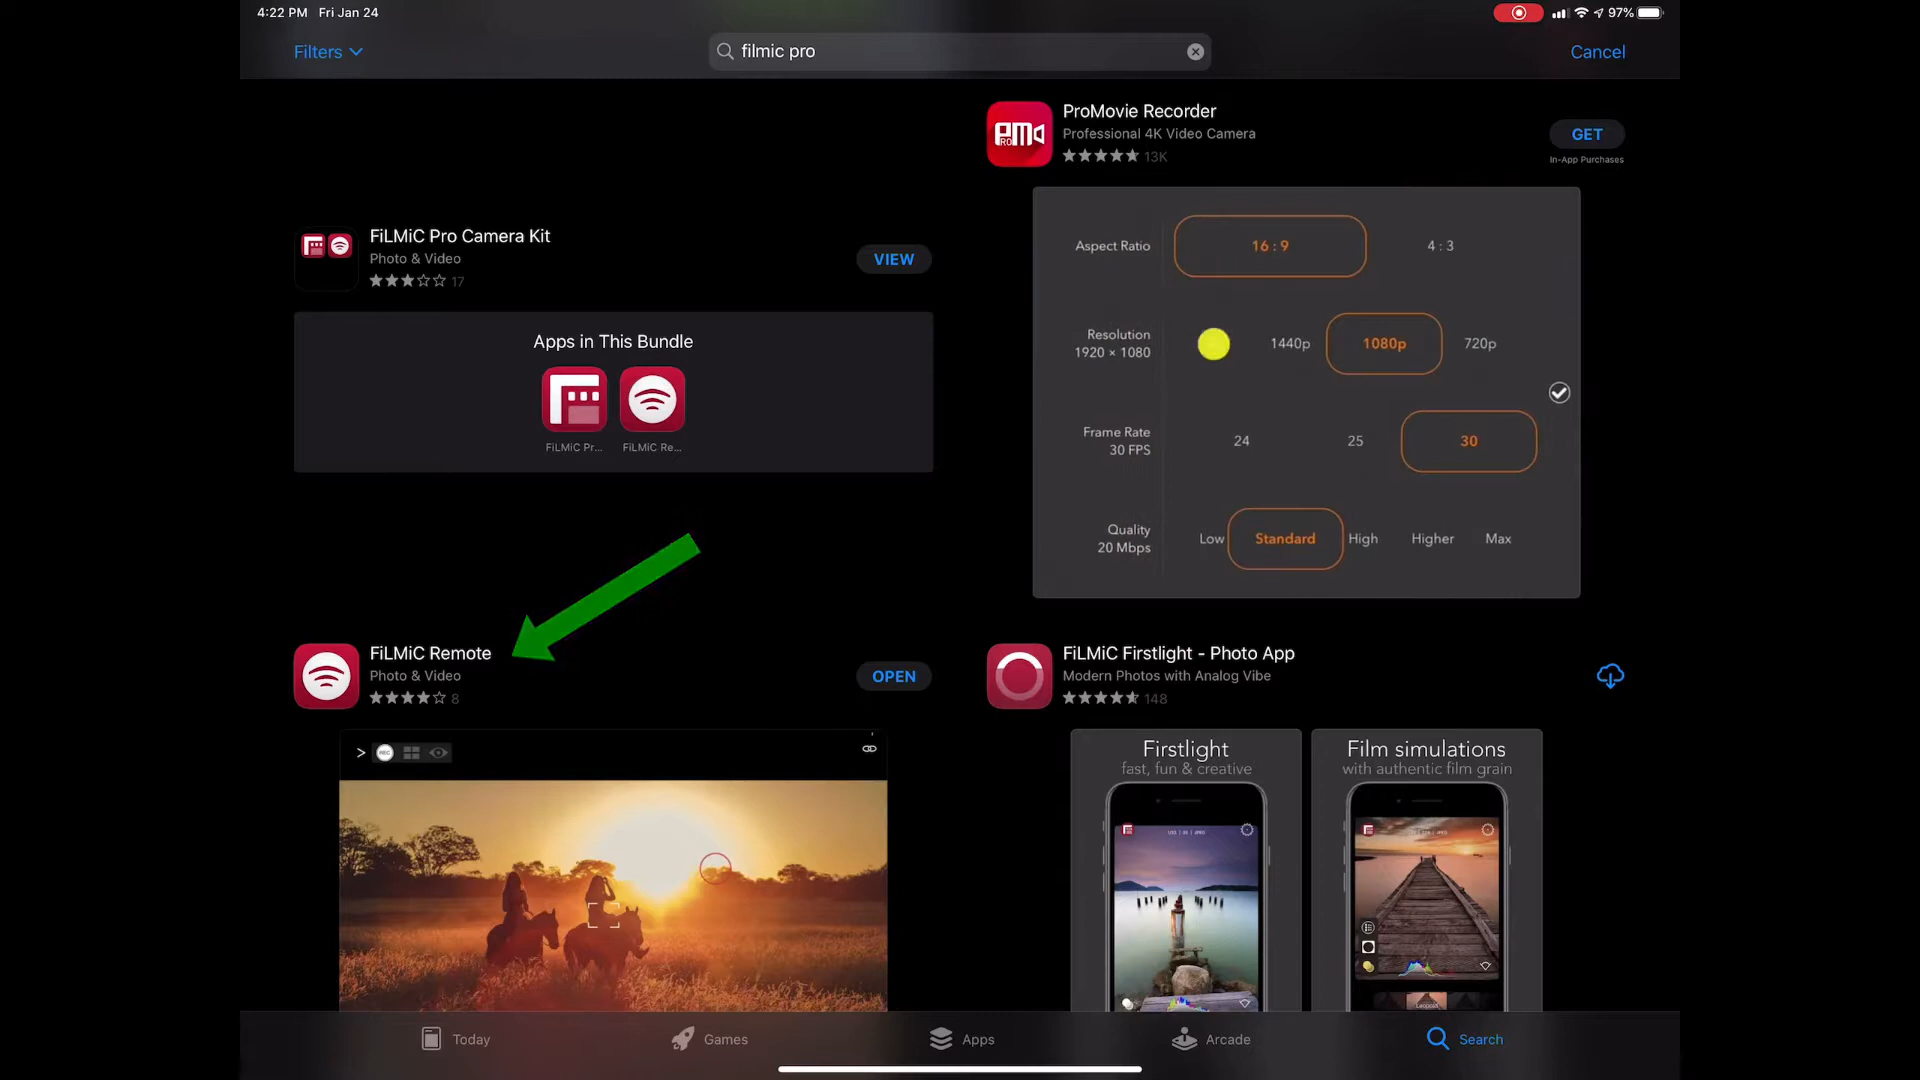 4:22 PM Fri Jan 24
97%
Filters
filmic pro
Cancel
FiLMiC Pro Camera Kit
Photo & Video
17
VIEW
Apps in This Bundle
FiLMiC Pr...
FiLMiC Re...
ProMovie Recorder
Professional 4K Video Camera
13K
GET
In-App Purchases
PRO
Aspect Ratio
16 : 9
4 : 3
Resolution
1920 × 1080
1440p
1080p
720p
Frame Rate
30 FPS
24
25
30
Quality
20 Mbps
Low
Standard
High
Higher
Max
FiLMiC Remote
Photo & Video
8
OPEN
REC
FiLMiC Firstlight - Photo App
Modern Photos with Analog Vibe
148
Firstlight
fast, fun & creative
Film simulations
with authentic film grain
Leopold
Today
Games
Apps
Arcade
Search